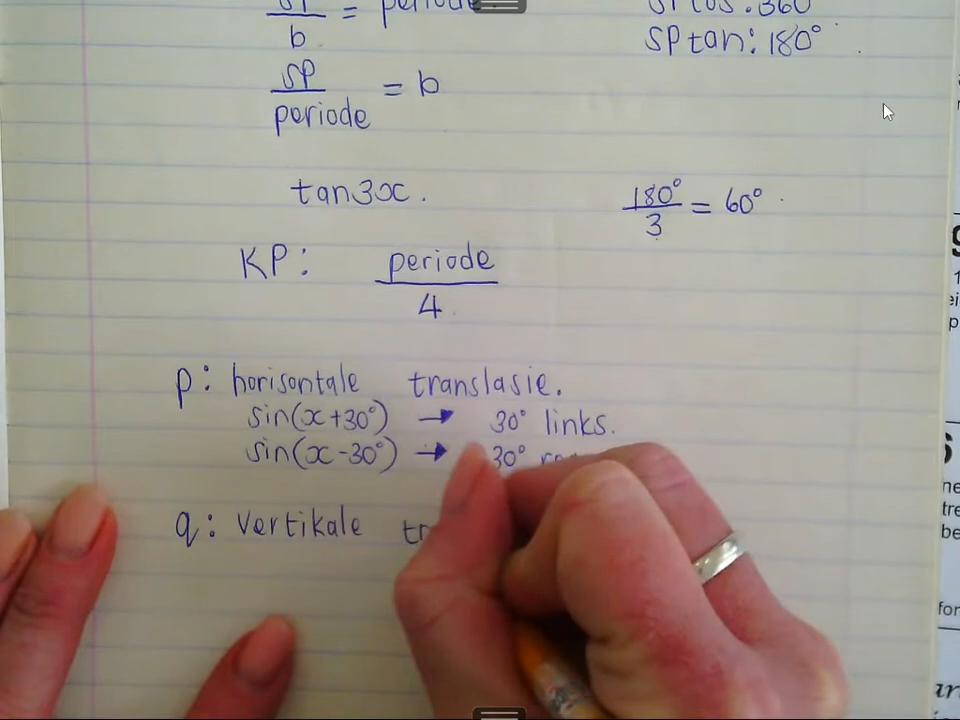 b
= periode
SP tan: 180°
SP
periode = b
tan3x.
180°
3 = 60°
KP: periode
4
p: horisontale translasie.
sin(x+30°) → 30° links.
sin(x-30°) → 30°
q: vertikale